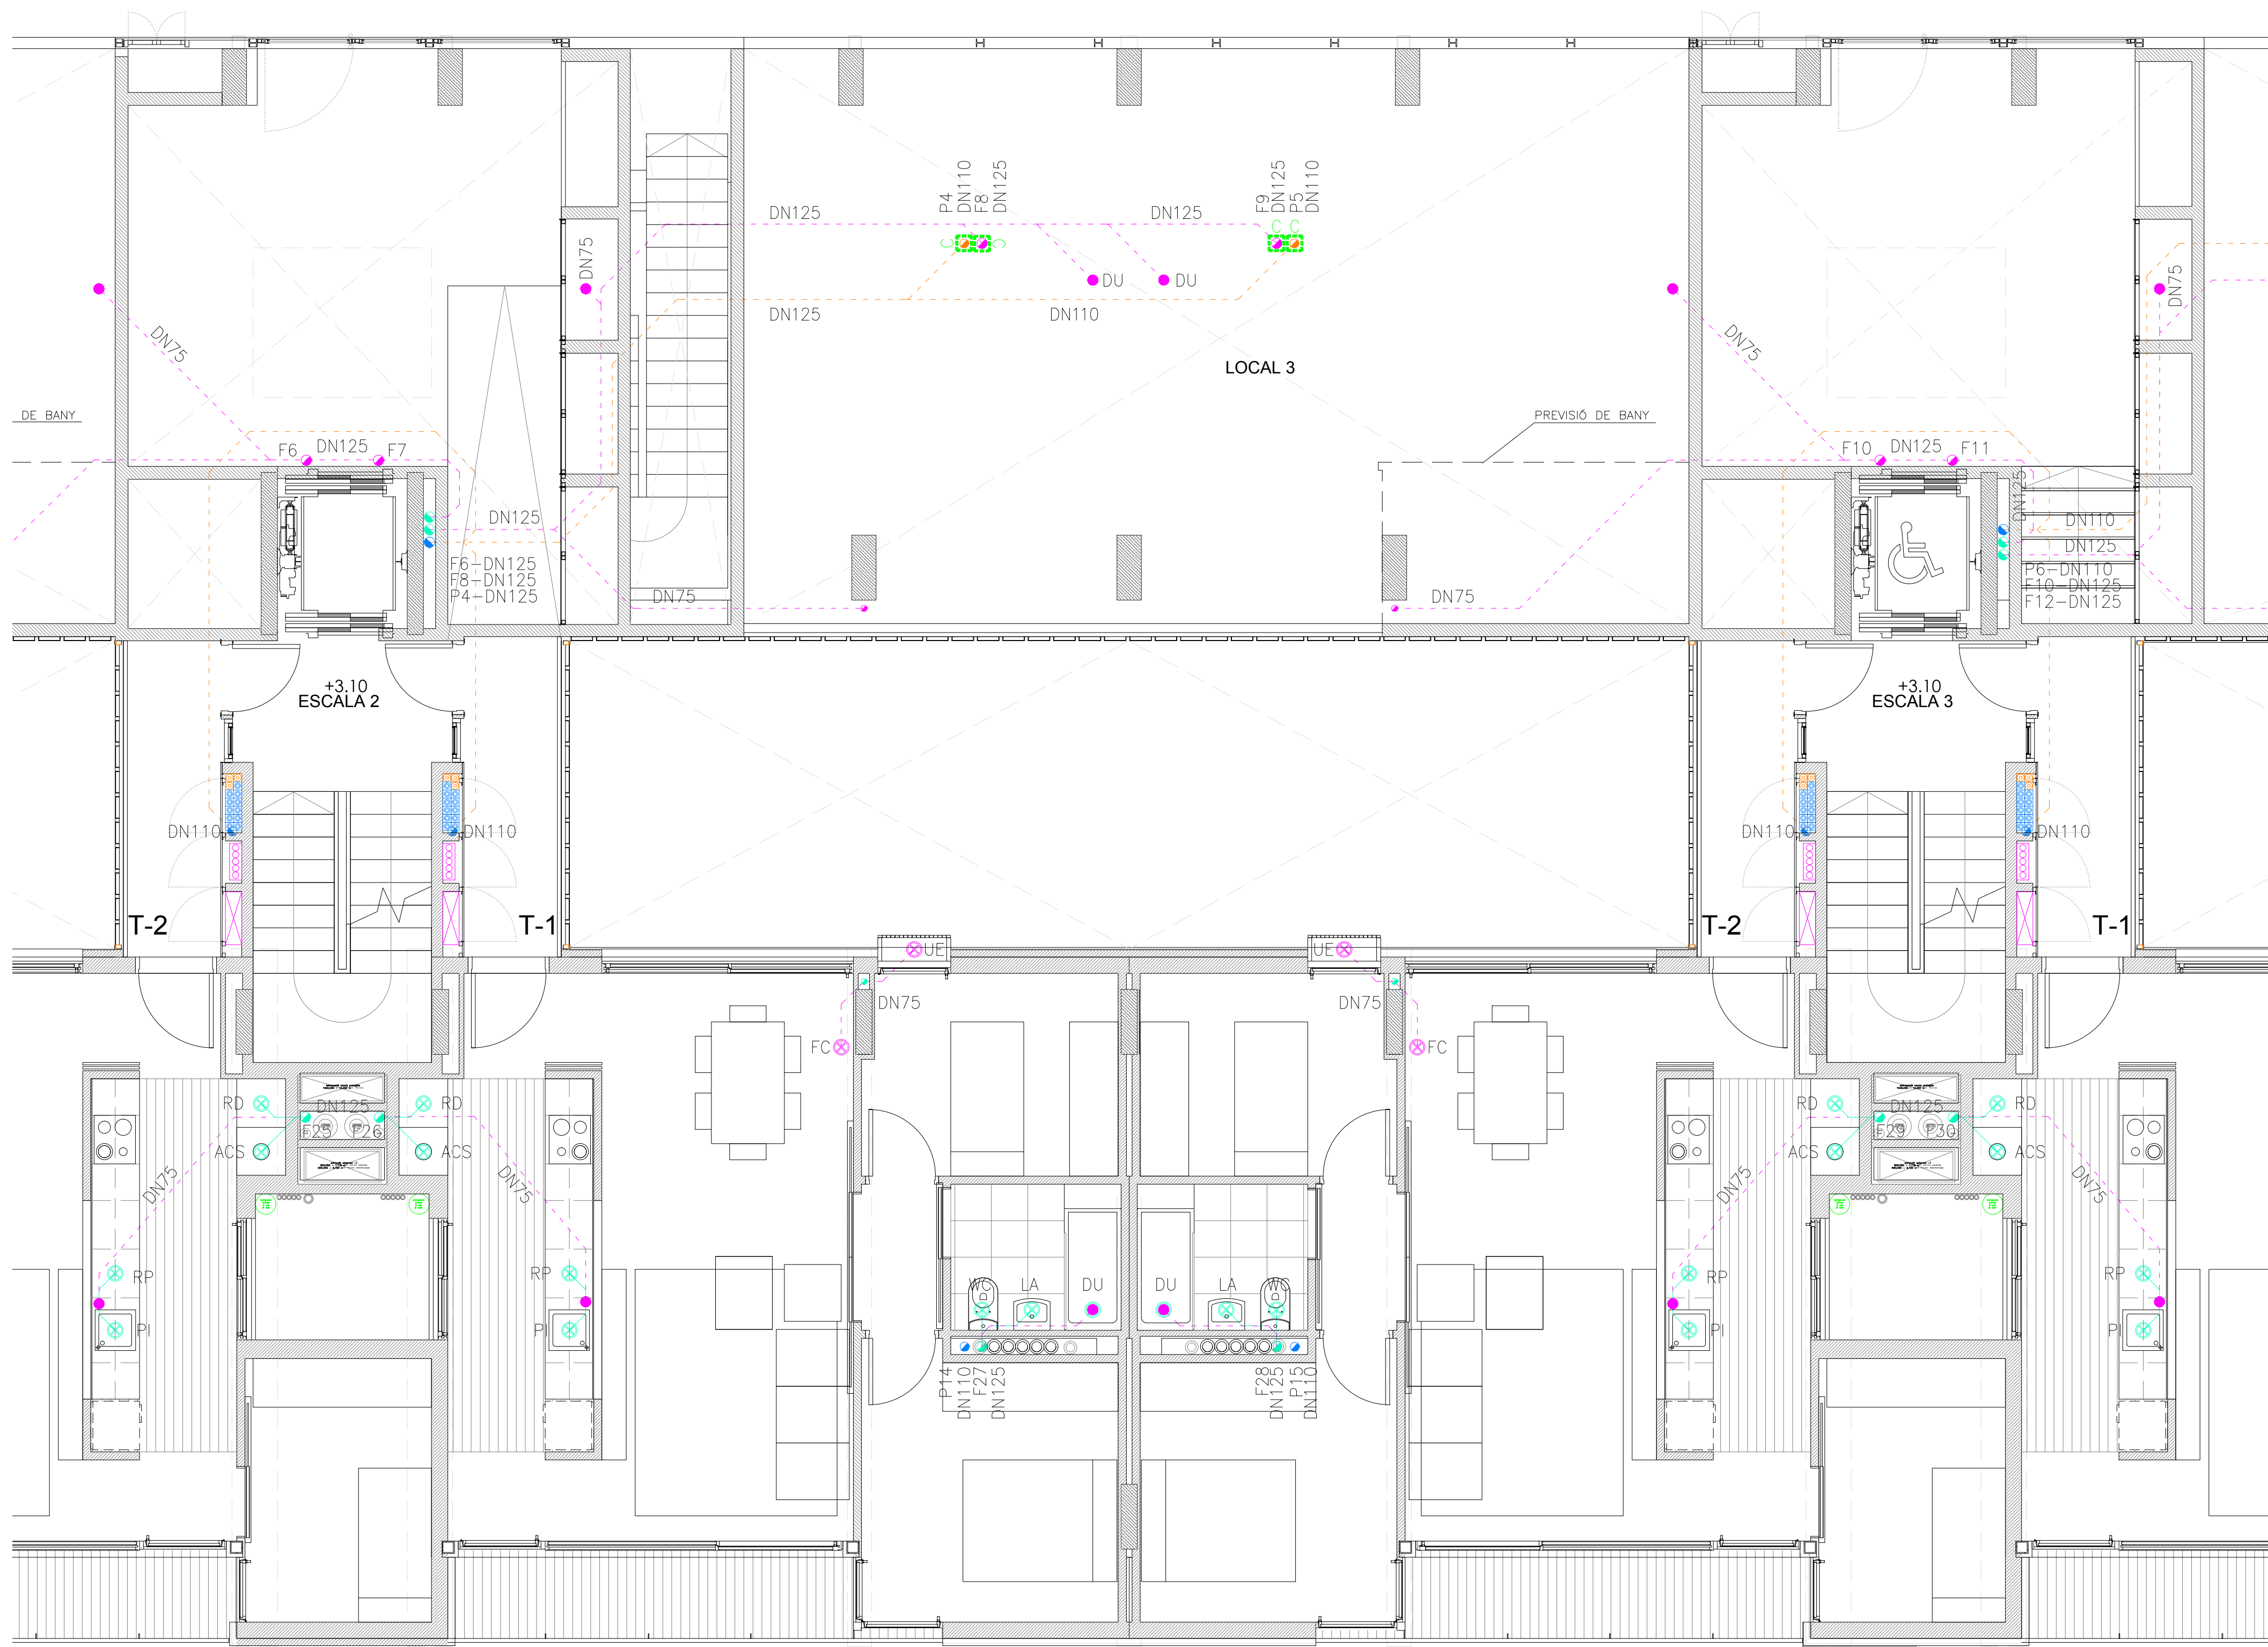 P4
DN110
F8
DN125
F9
DN125
P5
DN110
C
C
C
C
DN125
DN125
DN75
DN75
DU
DU
DN125
DN110
DN75
DN75
LOCAL 3
DE BANY
PREVISIÓ DE BANY
F6
DN125
F7
F10
DN125
F11
DN125
DN125
DN110
DN125
F6-DN125
F8-DN125
P4-DN125
P6-DN110
F10-DN125
F12-DN125
DN75
DN75
+3.10
ESCALA 2
+3.10
ESCALA 3
DN110
DN110
DN110
DN110
T-2
T-1
T-2
T-1
UE
UE
DN75
DN75
FC
FC
RD
DN125
RD
RD
DN125
RD
F25
F26
F29
P30
ACS
ACS
ACS
ACS
DN75
DN75
DN75
DN75
RP
RP
RP
RP
WC
LA
DU
DU
LA
WC
PI
PI
PI
PI
P14
DN110
F27
DN125
F28
DN125
P15
DN110